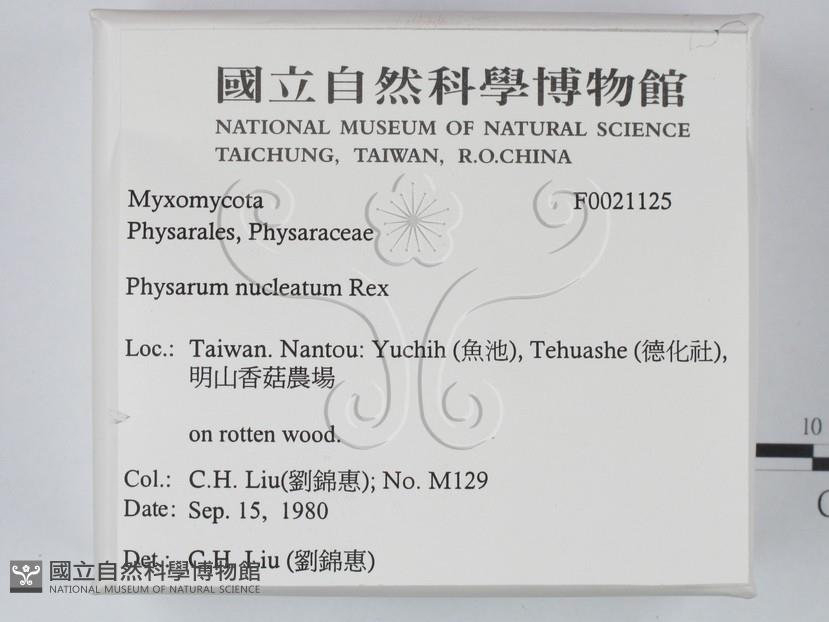 國立自然科學博物館
NATIONAL MUSEUM OF NATURAL SCIENCE
TAICHUNG, TAIWAN, R.O.CHINA
Myxomycota F0021125
Physarales, Physaraceae
Physarum nucleatum Rex
Loc.: Taiwan. Nantou: Yuchih (魚池), Tehuashe (德化社),
明山香菇農場
on rotten wood.
Col.: C.H. Liu(劉錦惠); No. M129
Date: Sep. 15, 1980
Det.: C.H. Liu (劉錦惠)
國立自然科學博物館
NATIONAL MUSEUM OF NATURAL SCIENCE
10